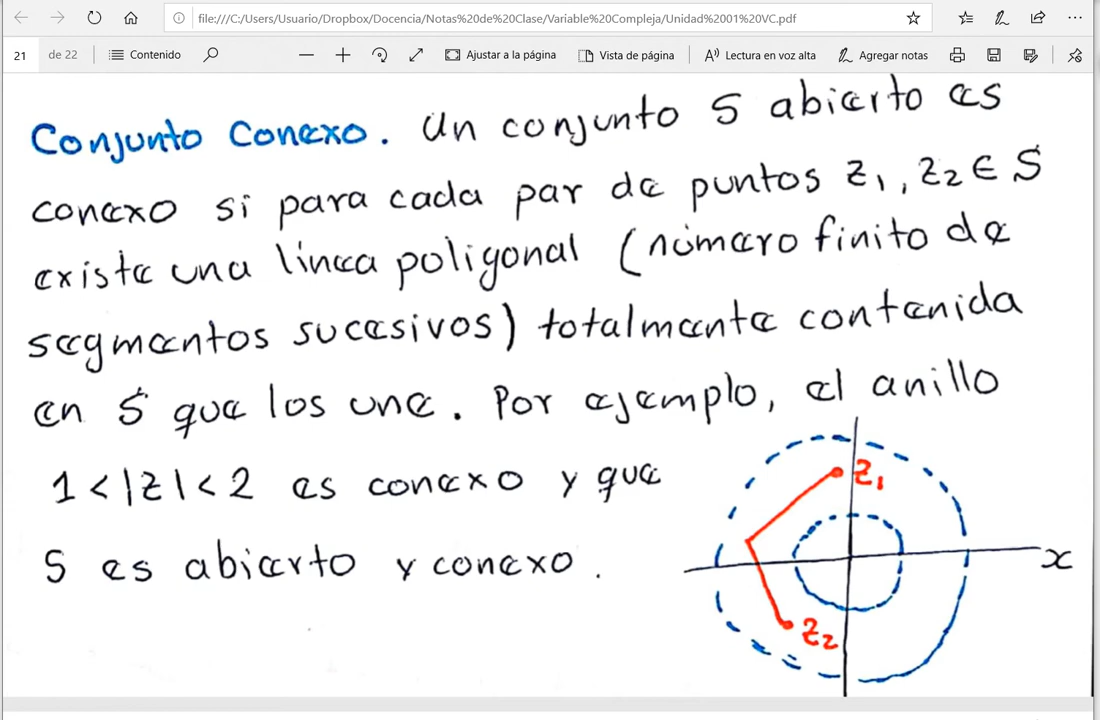 file:///C:/Users/Usuario/Dropbox/Docencia/Notas%20de%20Clase/Variable%20Compleja/Unidad%2001%20VC.pdf
21 de 22 Contenido Ajustar a la página Vista de página Lectura en voz alta Agregar notas
Conjunto Conexo. Un conjunto S abierto es
conexo si para cada par de puntos z₁, z₂ ∈ S
existe una línea poligonal (número finito de
segmentos sucesivos) totalmente contenida
en S que los une. Por ejemplo, el anillo
1 < |z| < 2 es conexo y que
S es abierto y conexo.
z₁
x
z₂